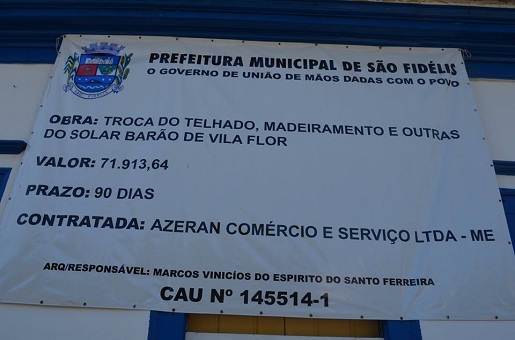 PREFEITURA MUNICIPAL DE SÃO FIDÉLIS
O GOVERNO DE UNIÃO DE MÃOS DADAS COM O POVO
OBRA: TROCA DO TELHADO, MADEIRAMENTO E OUTRAS
DO SOLAR BARÃO DE VILA FLOR
VALOR: 71.913,64
PRAZO: 90 DIAS
CONTRATADA: AZERAN COMÉRCIO E SERVIÇO LTDA - ME
ARQ/RESPONSÁVEL: MARCOS VINICÍOS DO ESPIRITO DO SANTO FERREIRA
CAU Nº 145514-1